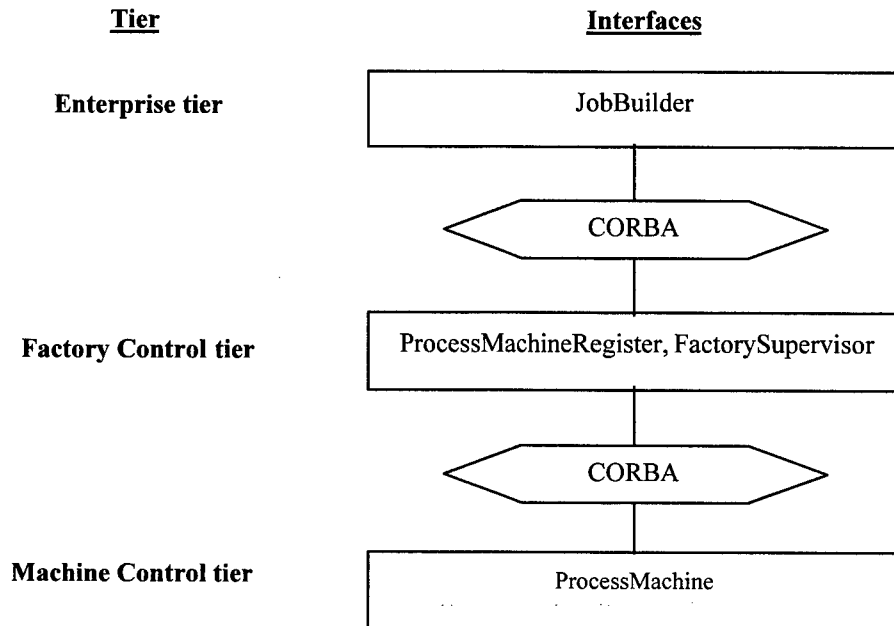 Tier Interfaces
Enterprise tier JobBuilder
CORBA
Factory Control tier ProcessMachineRegister, FactorySupervisor
CORBA
Machine Control tier ProcessMachine